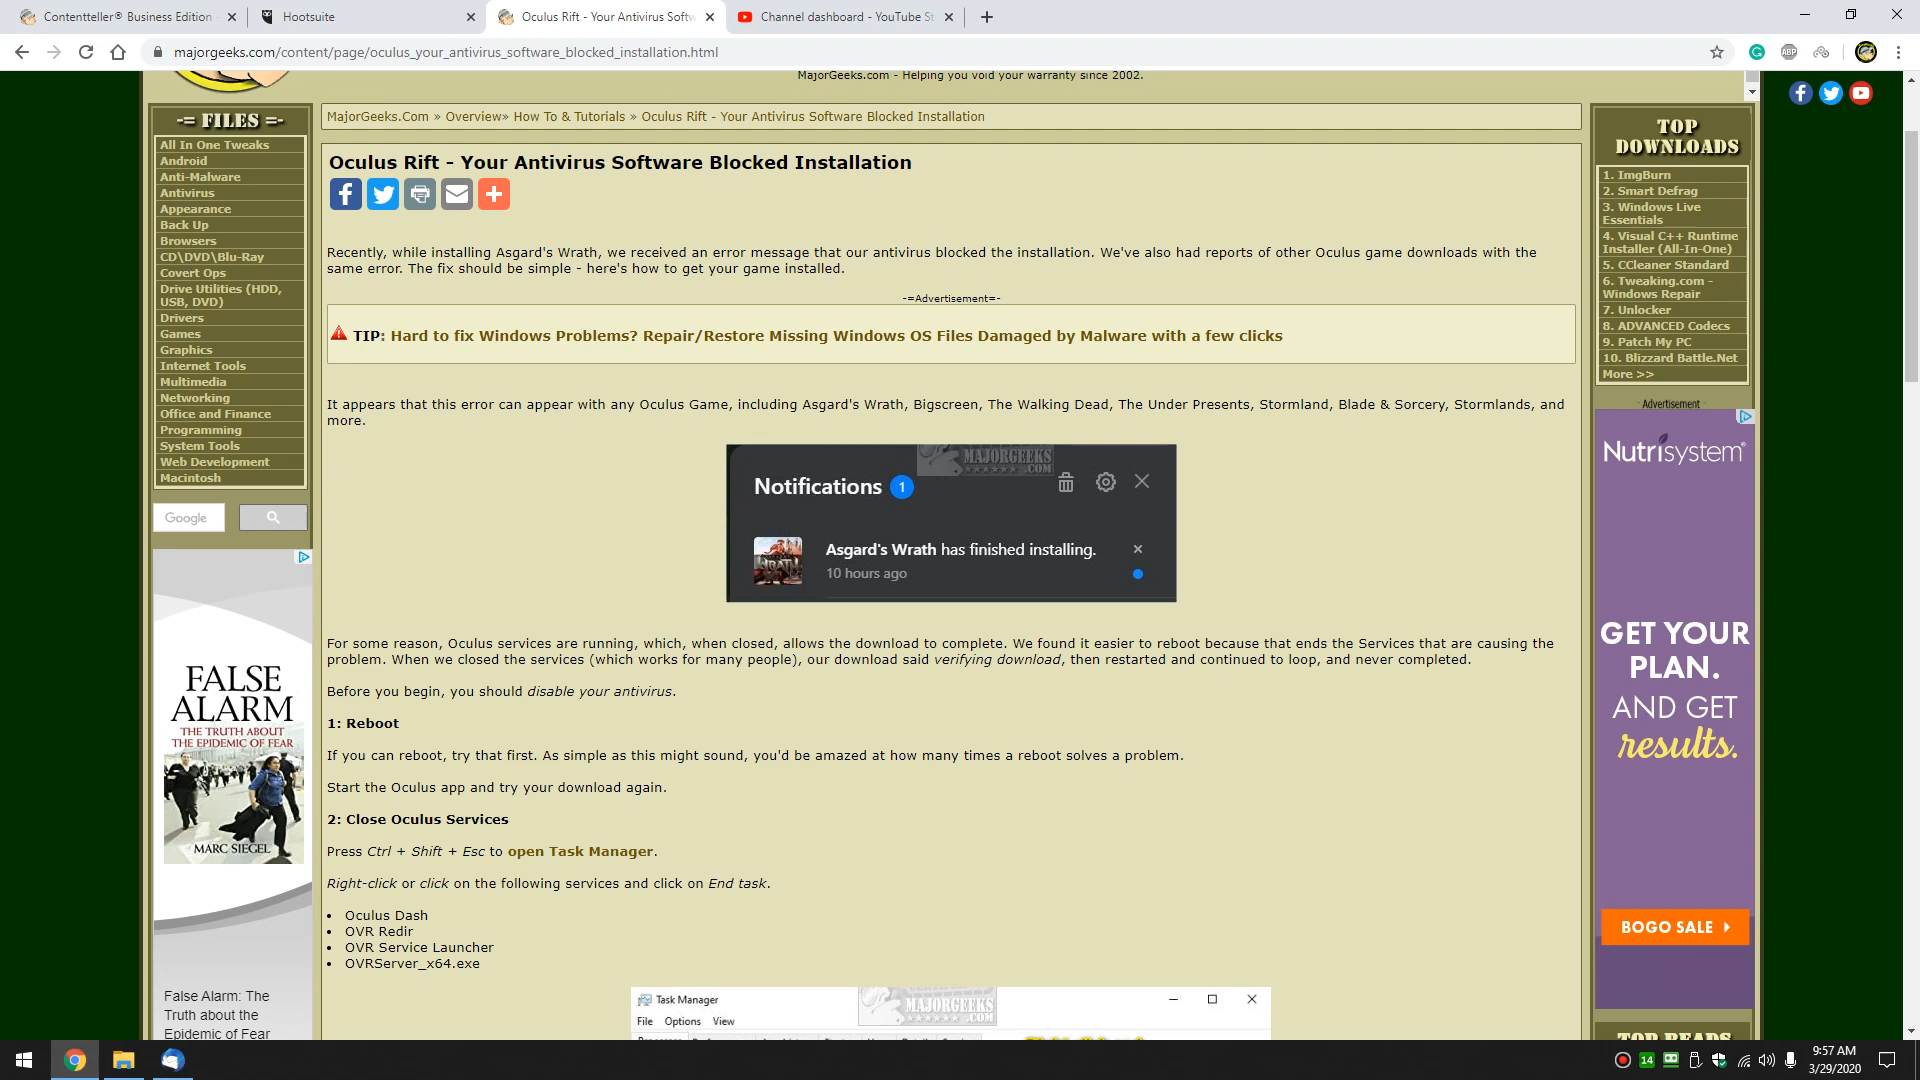 Contentteller® Business Edition
Hootsuite
Oculus Rift - Your Antivirus Softw
Channel dashboard - YouTube St
majorgeeks.com/content/page/oculus_your_antivirus_software_blocked_installation.html
ABP
MajorGeeks.com - Helping you void your warranty since 2002.
-= FILES =-
All In One Tweaks
Android
Anti-Malware
Antivirus
Appearance
Back Up
Browsers
CD\DVD\Blu-Ray
Covert Ops
Drive Utilities (HDD,
USB, DVD)
Drivers
Games
Graphics
Internet Tools
Multimedia
Networking
Office and Finance
Programming
System Tools
Web Development
Macintosh
Google
FALSE
ALARM
THE TRUTH ABOUT
THE EPIDEMIC OF FEAR
MARC SIEGEL
False Alarm: The
Truth about the
Epidemic of Fear
MajorGeeks.Com » Overview» How To & Tutorials » Oculus Rift - Your Antivirus Software Blocked Installation
Oculus Rift - Your Antivirus Software Blocked Installation
Recently, while installing Asgard's Wrath, we received an error message that our antivirus blocked the installation. We've also had reports of other Oculus game downloads with the
same error. The fix should be simple - here's how to get your game installed.
-=Advertisement=-
TIP: Hard to fix Windows Problems? Repair/Restore Missing Windows OS Files Damaged by Malware with a few clicks
It appears that this error can appear with any Oculus Game, including Asgard's Wrath, Bigscreen, The Walking Dead, The Under Presents, Stormland, Blade & Sorcery, Stormlands, and
more.
MAJORGEEKS
.COM
Notifications 1
Asgard's Wrath has finished installing.
10 hours ago
WRATH
For some reason, Oculus services are running, which, when closed, allows the download to complete. We found it easier to reboot because that ends the Services that are causing the
problem. When we closed the services (which works for many people), our download said verifying download, then restarted and continued to loop, and never completed.
Before you begin, you should disable your antivirus.
1: Reboot
If you can reboot, try that first. As simple as this might sound, you'd be amazed at how many times a reboot solves a problem.
Start the Oculus app and try your download again.
2: Close Oculus Services
Press Ctrl + Shift + Esc to open Task Manager.
Right-click or click on the following services and click on End task.
• Oculus Dash
• OVR Redir
• OVR Service Launcher
• OVRServer_x64.exe
Task Manager
MAJORGEEKS
.COM
File Options View
TOP
DOWNLOADS
1. ImgBurn
2. Smart Defrag
3. Windows Live
Essentials
4. Visual C++ Runtime
Installer (All-In-One)
5. CCleaner Standard
6. Tweaking.com -
Windows Repair
7. Unlocker
8. ADVANCED Codecs
9. Patch My PC
10. Blizzard Battle.Net
More >>
Advertisement
Nutrisystem®
GET YOUR
PLAN.
AND GET
results.
BOGO SALE
TOP READS
14
9:57 AM
3/29/2020